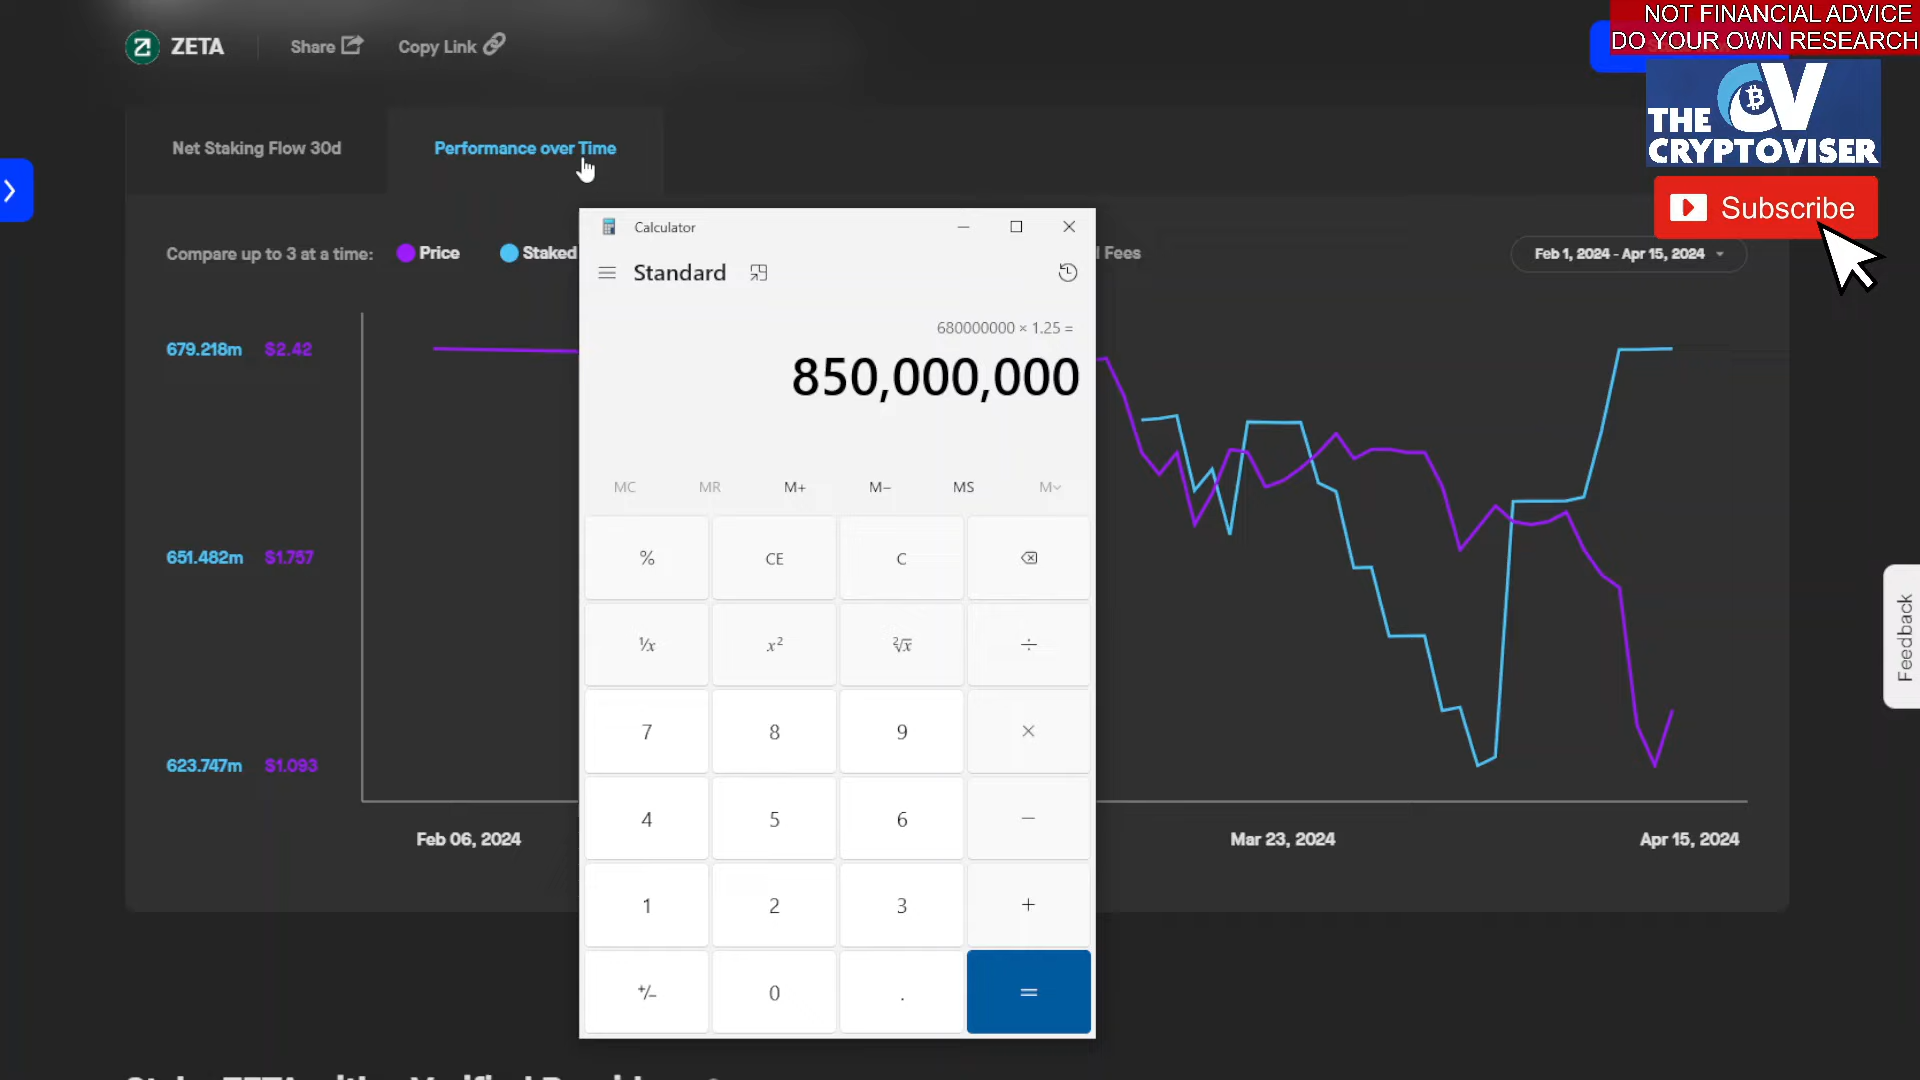 NOT FINANCIAL ADVICE
DO YOUR OWN RESEARCH
ZETA
Share
Copy Link
THE CV
CRYPTOVISER
Subscribe
Net Staking Flow 30d
Performance over Time
Compare up to 3 at a time:
Price
Staked
Fees
Feb 1, 2024 - Apr 15, 2024
679.218m $2.42
651.482m $1.757
623.747m $1.093
Feb 06, 2024
Mar 23, 2024
Apr 15, 2024
Feedback
Calculator
Standard
680000000 × 1.25 =
850,000,000
MC MR M+ M− MS M
% CE C
⅟x x² ²√x ÷
7 8 9 ×
4 5 6 −
1 2 3 +
+/− 0 . =